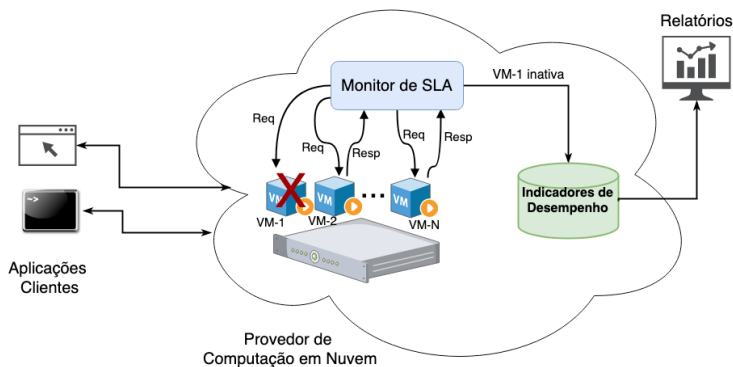 Relatórios
Monitor de SLA
VM-1 inativa
Req
Req
Resp
Req
Resp
VM
VM
...
VM
VM-1
VM-2
VM-N
Indicadores de
Desempenho
>
Aplicações
Clientes
Provedor de
Computação em Nuvem